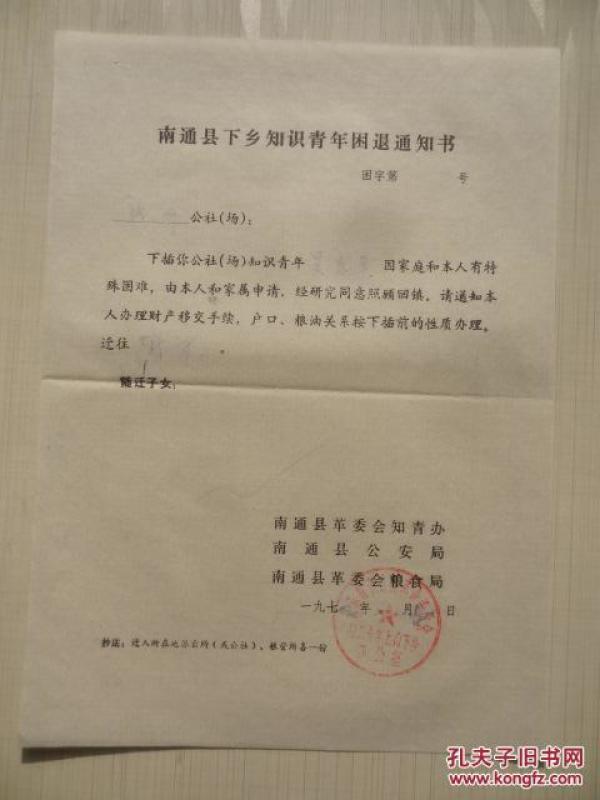 南通县下乡知识青年困退通知书
困字第 号
公社(场):
下插你公社(场)知识青年 因家庭和本人有特
殊困难,由本人和家属申请,经研究同意照顾回镇。请通知本
人办理财产移交手续,户口、粮油关系按下插前的性质办理。
迁往 。
随迁子女:
南通县革委会知青办
南通县公安局
南通县革委会粮食局
一九七 年 月 日
抄送:迁入所在地派出所(或公社)、粮管所各一份
孔夫子旧书网
www.kongfz.com